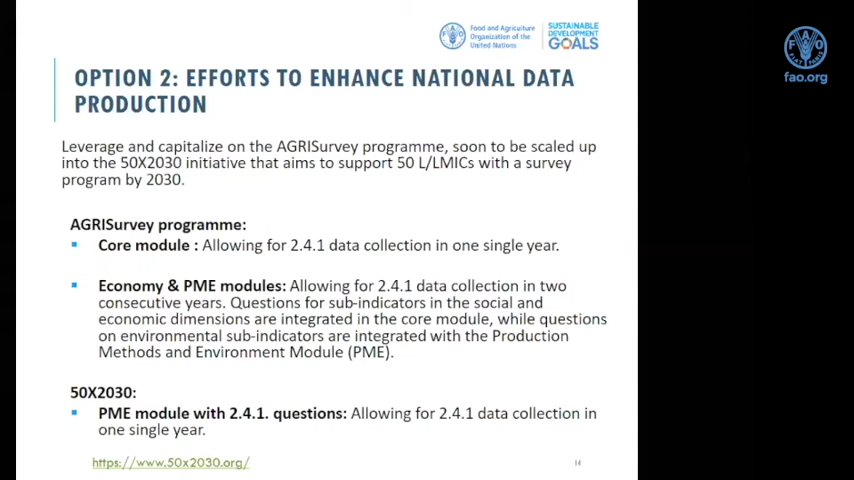 Food and Agriculture
Organization of the
United Nations
SUSTAINABLE
DEVELOPMENT
GOALS
FAO
FIAT PANIS
fao.org
OPTION 2: EFFORTS TO ENHANCE NATIONAL DATA
PRODUCTION
Leverage and capitalize on the AGRISurvey programme, soon to be scaled up
into the 50X2030 initiative that aims to support 50 L/LMICs with a survey
program by 2030.
AGRISurvey programme:
Core module : Allowing for 2.4.1 data collection in one single year.
Economy & PME modules: Allowing for 2.4.1 data collection in two
consecutive years. Questions for sub-indicators in the social and
economic dimensions are integrated in the core module, while questions
on environmental sub-indicators are integrated with the Production
Methods and Environment Module (PME).
50X2030:
PME module with 2.4.1. questions: Allowing for 2.4.1 data collection in
one single year.
https://www.50x2030.org/
14